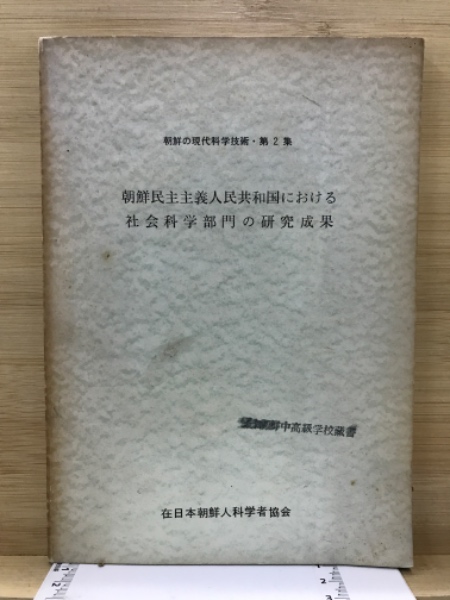 朝鮮の現代科学技術・第2集
朝鮮民主主義人民共和国における
社会科学部門の研究成果
鮮中高級学校蔵書
在日本朝鮮人科学者協会